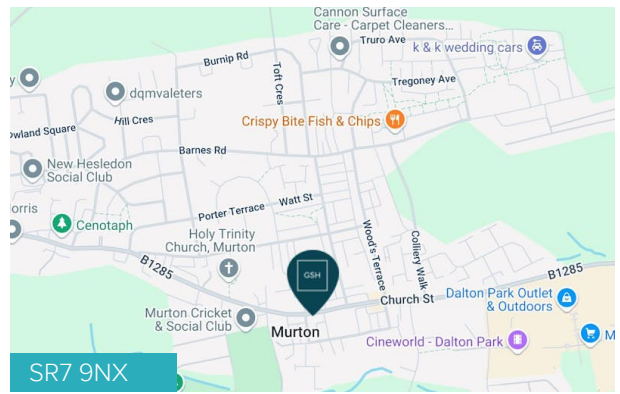 Cannon Surface
Care - Carpet Cleaners...
Truro Ave
k & k wedding cars
Burnip Rd
Toft Cres
Tregoney Ave
y
dqmvaleters
Hill Cres
Crispy Bite Fish & Chips
owland Square
Barnes Rd
New Hesledon
Social Club
Watt St
orris
Porter Terrace
Cenotaph
Holy Trinity
Church, Murton
Wood's Terrace
Colliery Walk
B1285
GSH
B1285
Church St
Dalton Park Outlet
& Outdoors
Murton Cricket
& Social Club
Murton
Cineworld - Dalton Park
M
SR7 9NX